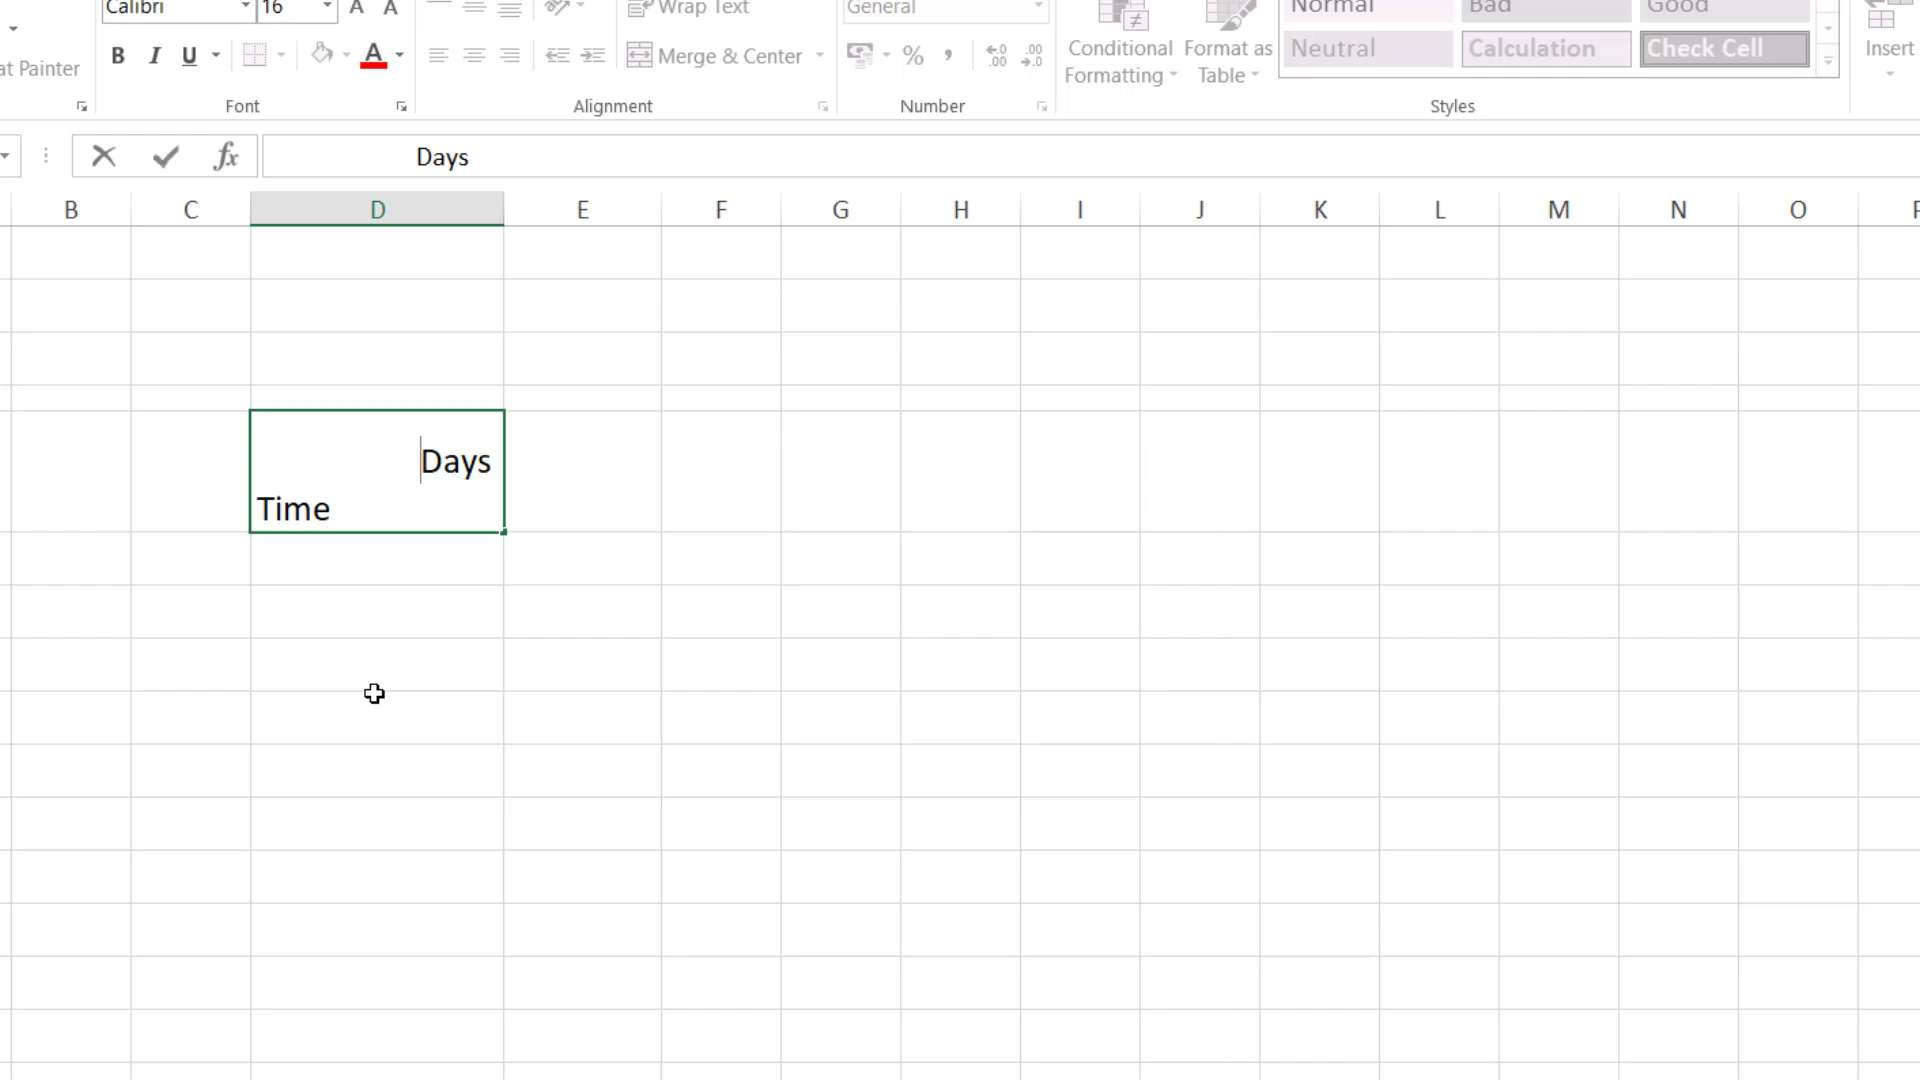 Calibri 16 A A Wrap Text General Normal Bad Good
at Painter B I U A Merge & Center % , Conditional Formatting Format as Table Neutral Calculation Check Cell Insert
Font Alignment Number Styles
fx Days
B C D E F G H I J K L M N O
Days
Time